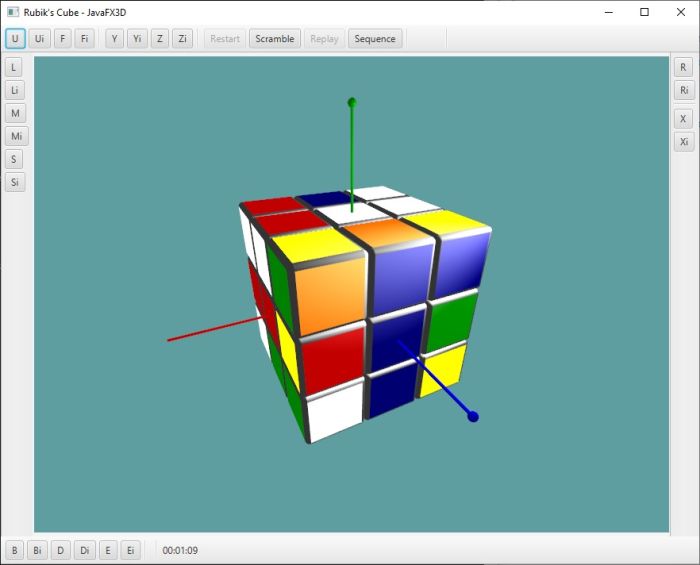 Rubik's Cube - JavaFX3D
U Ui F Fi Y Yi Z Zi Restart Scramble Replay Sequence
L
Li
M
Mi
S
Si
R
Ri
X
Xi
B Bi D Di E Ei 00:01:09